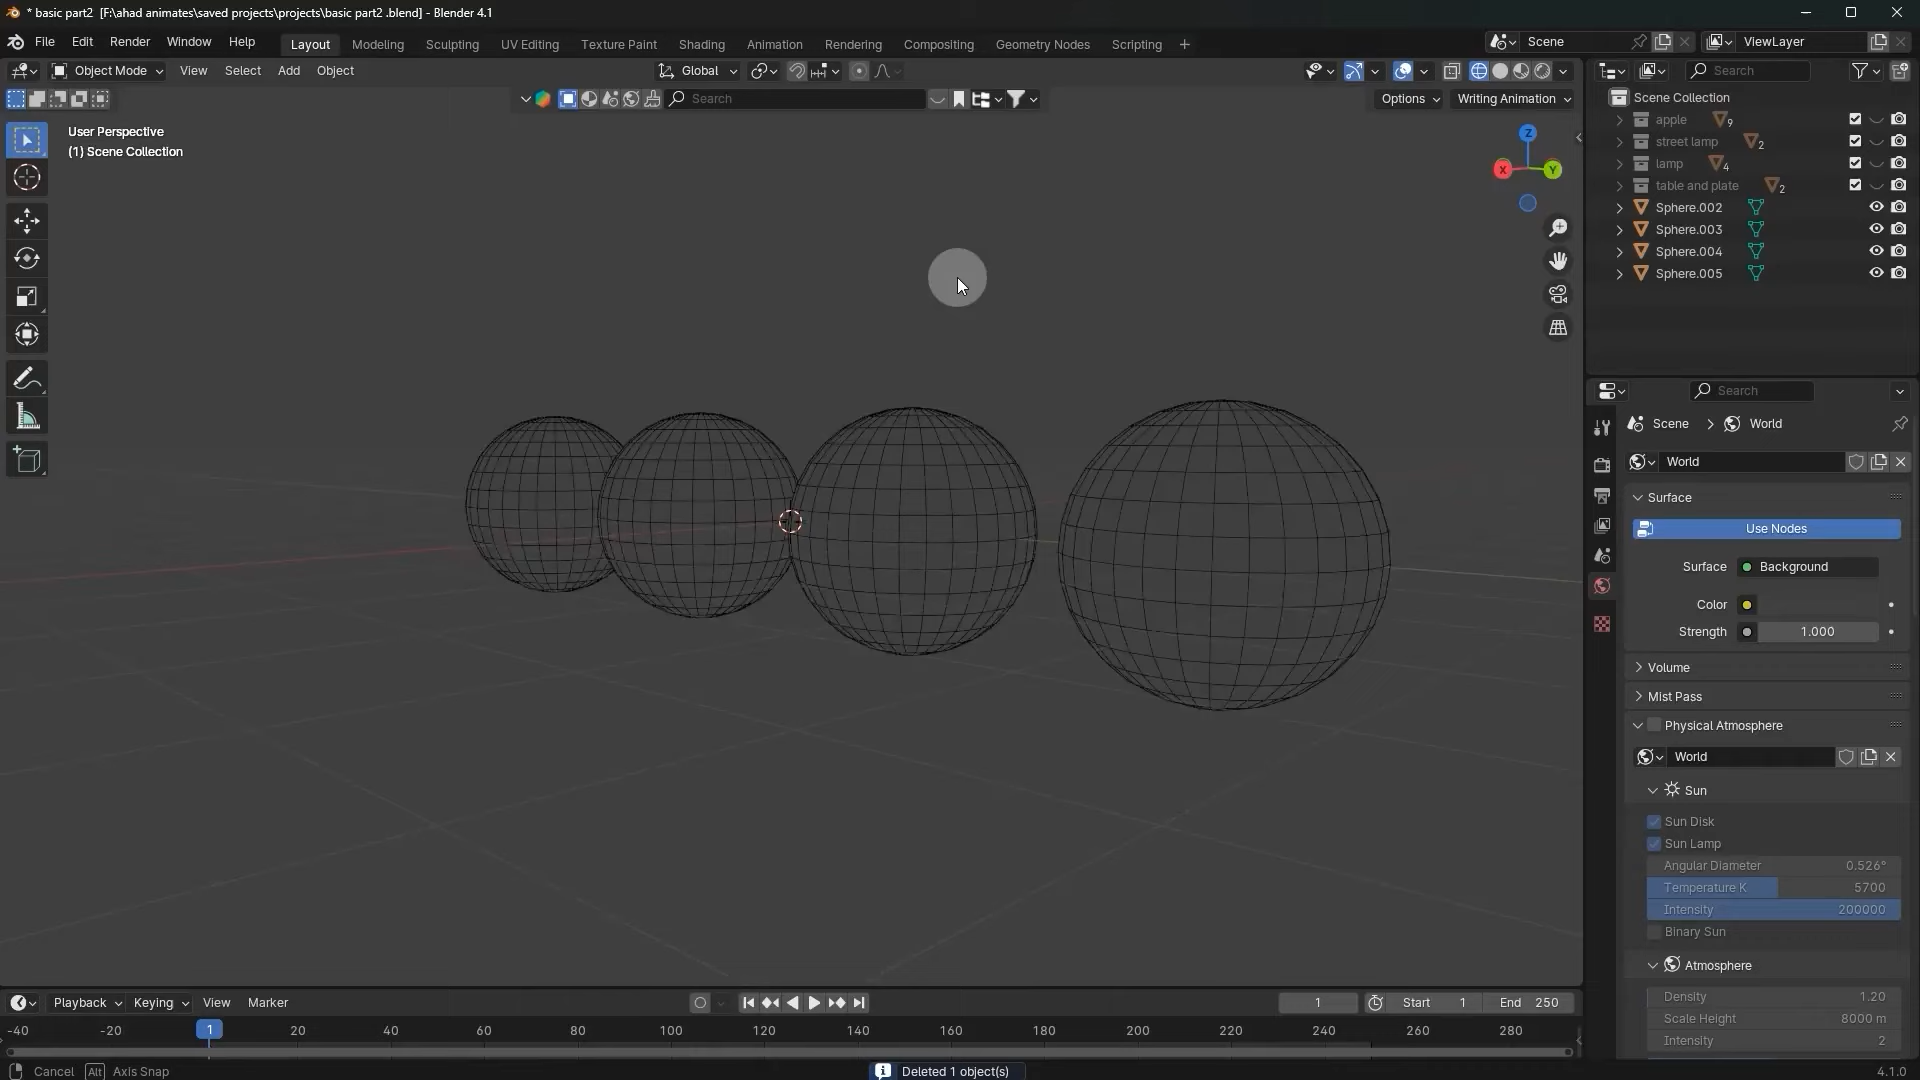 * basic part2  [F:\ahad animates\saved projects\projects\basic part2 .blend] - Blender 4.1
File Edit Render Window Help Layout Modeling Sculpting UV Editing Texture Paint Shading Animation Rendering Compositing Geometry Nodes Scripting + Scene ViewLayer
Object Mode View Select Add Object Global Search
Search Options Writing Animation
User Perspective
(1) Scene Collection
Z
X Y
Scene Collection
apple 9
street lamp 2
lamp 4
table and plate 2
Sphere.002
Sphere.003
Sphere.004
Sphere.005
Search
Scene > World
World
Surface
Use Nodes
Surface Background
Color
Strength 1.000
Volume
Mist Pass
Physical Atmosphere
World
Sun
Sun Disk
Sun Lamp
Angular Diameter 0.526°
Temperature K 5700
Intensity 200000
Binary Sun
Atmosphere
Density 1.20
Scale Height 8000 m
Intensity 2
Playback Keying View Marker 1 Start 1 End 250
-40 -20 1 20 40 60 80 100 120 140 160 180 200 220 240 260 280
Cancel Alt Axis Snap Deleted 1 object(s) 4.1.0